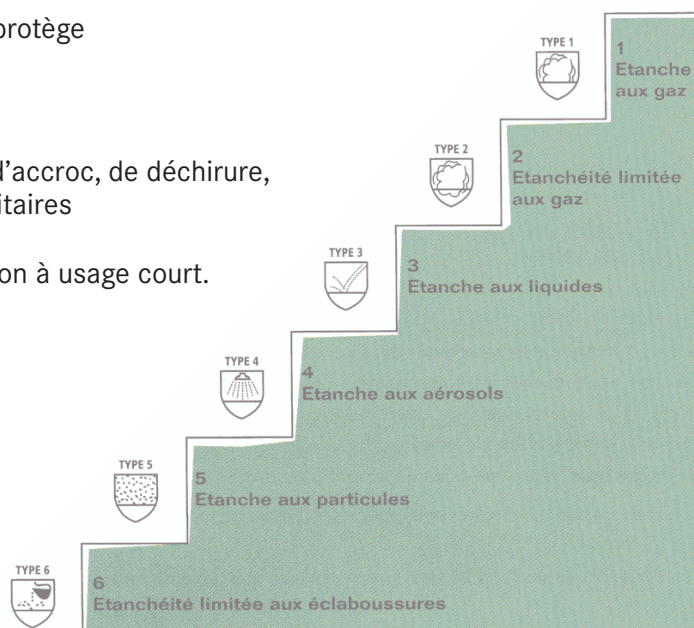 protège
TYPE 1
1
Etanche
aux gaz
TYPE 2
2
Etanchéité limitée
aux gaz
d’accroc, de déchirure,
itaires
TYPE 3
3
Etanche aux liquides
on à usage court.
TYPE 4
4
Etanche aux aérosols
TYPE 5
5
Etanche aux particules
TYPE 6
6
Etanchéité limitée aux éclaboussures